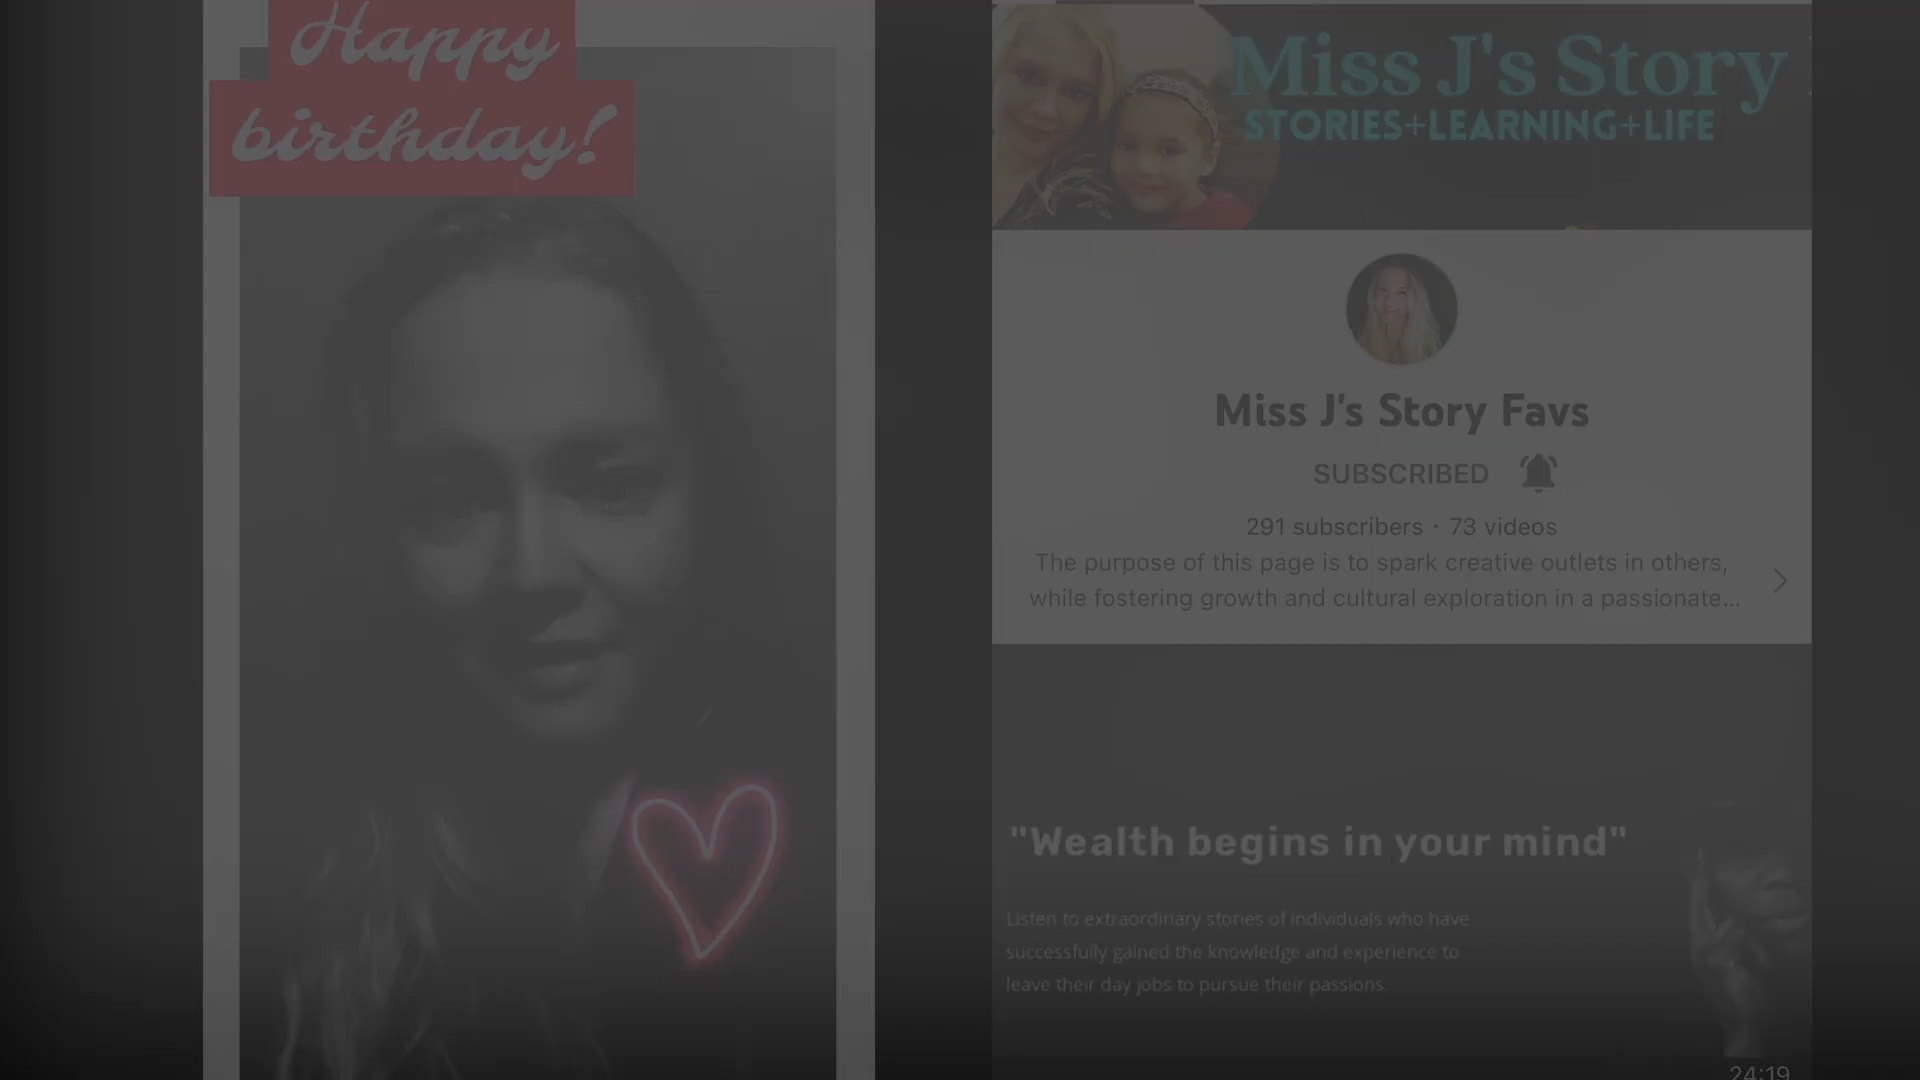 Happy
birthday!
Miss J's Story
STORIES+LEARNING+LIFE
Miss J's Story Favs
SUBSCRIBED
291 subscribers · 73 videos
The purpose of this page is to spark creative outlets in others,
while fostering growth and cultural exploration in a passionate...
"Wealth begins in your mind"
Listen to extraordinary stories of individuals who have
successfully gained the knowledge and experience to
leave their day jobs to pursue their passions.
24:19